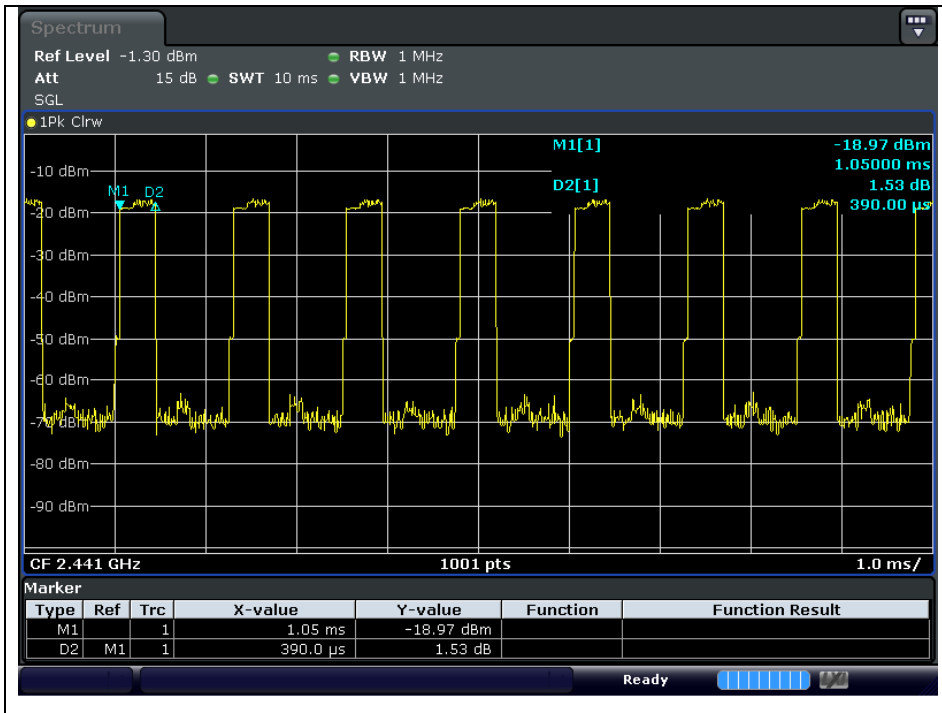 Spectrum
Ref Level -1.30 dBm RBW 1 MHz
Att 15 dB SWT 10 ms VBW 1 MHz
SGL
1Pk Clrw
M1[1] -18.97 dBm
1.05000 ms
D2[1] 1.53 dB
390.00 µs
M1 D2
-10 dBm
-20 dBm
-30 dBm
-40 dBm
-50 dBm
-60 dBm
-70 dBm
-80 dBm
-90 dBm
CF 2.441 GHz 1001 pts 1.0 ms/
Marker
Type Ref Trc X-value Y-value Function Function Result
M1 1 1.05 ms -18.97 dBm
D2 M1 1 390.0 µs 1.53 dB
Ready